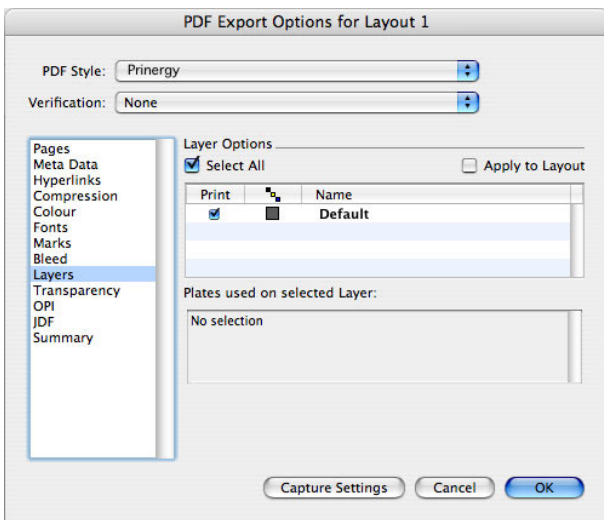 PDF Export Options for Layout 1
PDF Style: Prinergy
Verification: None
Pages
Meta Data
Hyperlinks
Compression
Colour
Fonts
Marks
Bleed
Layers
Transparency
OPI
JDF
Summary
Layer Options
Select All
Apply to Layout
Print Name
Default
Plates used on selected Layer:
No selection
Capture Settings Cancel OK